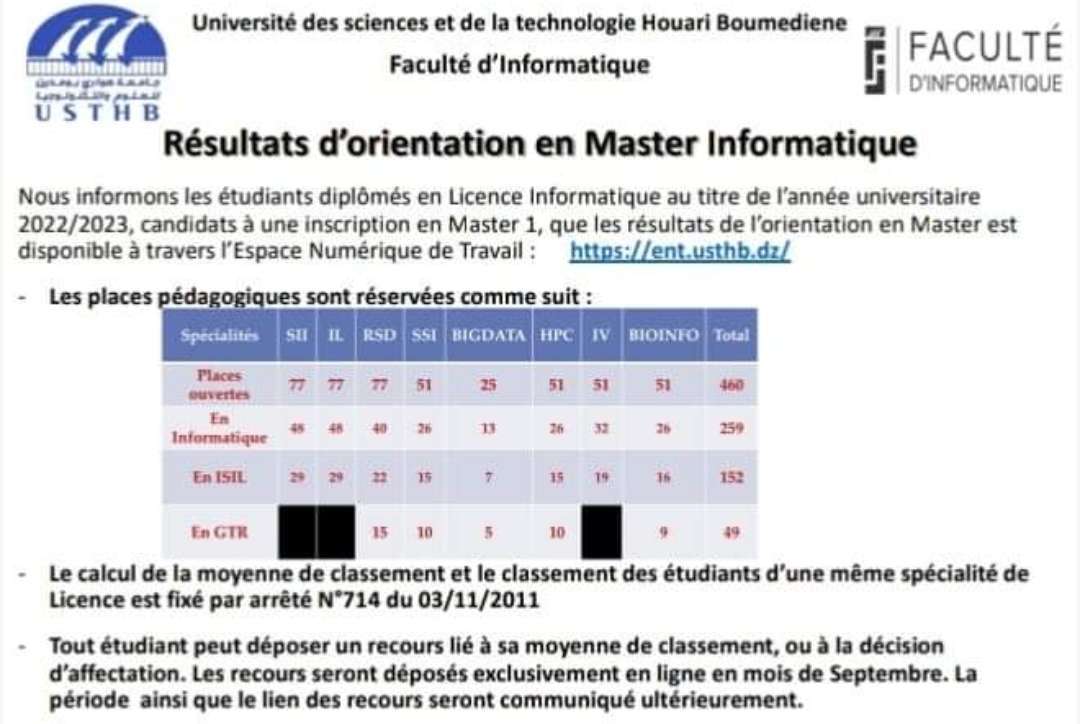 Université des sciences et de la technologie Houari Boumediene
Faculté d'Informatique
جامعة هواري بومدين
للعلوم والتكنولوجيا
USTHB
FACULTÉ
D'INFORMATIQUE
Résultats d'orientation en Master Informatique
Nous informons les étudiants diplômés en Licence Informatique au titre de l'année universitaire
2022/2023, candidats à une inscription en Master 1, que les résultats de l'orientation en Master est
disponible à travers l'Espace Numérique de Travail : https://ent.usthb.dz/
- Les places pédagogiques sont réservées comme suit :
Spécialités SII IL RSD SSI BIGDATA HPC IV BIOINFO Total
Places
ouvertes 77 77 77 51 25 51 51 51 460
En
Informatique 48 48 40 26 13 26 32 26 259
En ISIL 29 29 22 15 7 15 19 16 152
En GTR 15 10 5 10 9 49
- Le calcul de la moyenne de classement et le classement des étudiants d'une même spécialité de
Licence est fixé par arrêté N°714 du 03/11/2011
- Tout étudiant peut déposer un recours lié à sa moyenne de classement, ou à la décision
d'affectation. Les recours seront déposés exclusivement en ligne en mois de Septembre. La
période ainsi que le lien des recours seront communiqué ultérieurement.